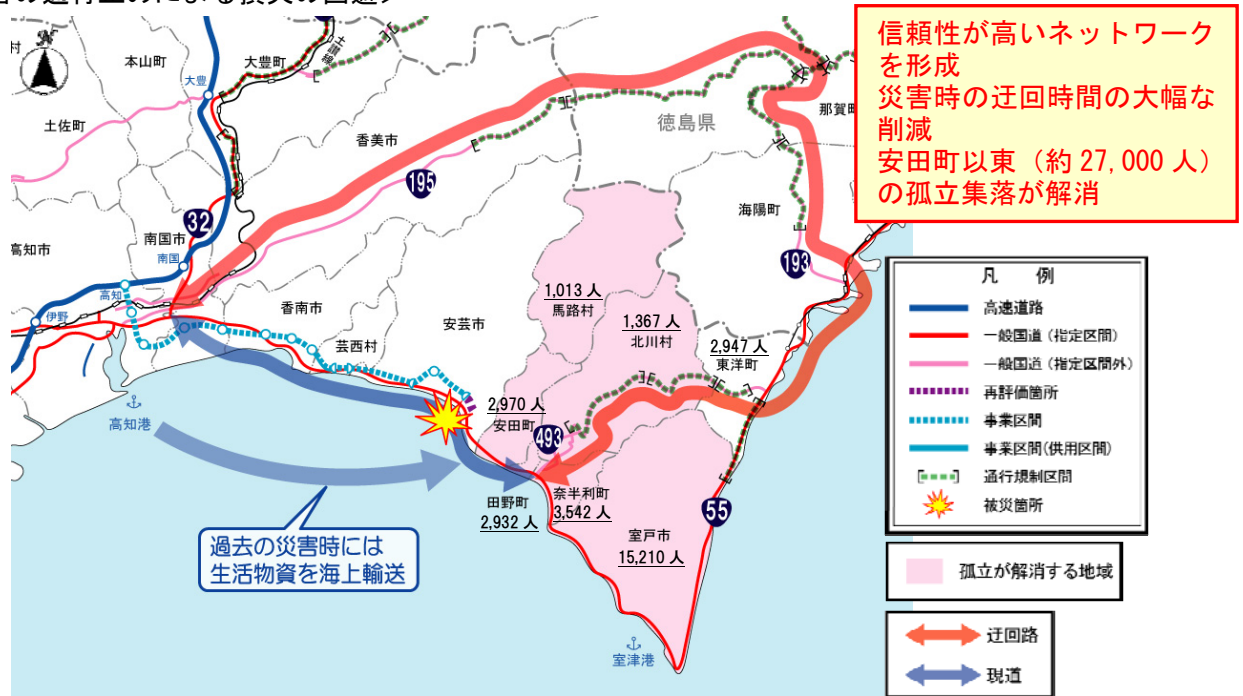 信頼性が高いネットワーク
を形成
災害時の迂回時間の大幅な
削減
安田町以東（約27,000人）
の孤立集落が解消
本山町
大豊町
土讃線
大豊
土佐町
香美市
徳島県
那賀町
195
海陽町
32
南国市
南国
高知市
193
高知
1,013人
馬路村
伊野
香南市
安芸市
1,367人
北川村
芸西村
2,947人
東洋町
2,970人
安田町
高知港
493
田野町
2,932人
奈半利町
3,542人
55
室戸市
15,210人
過去の災害時には
生活物資を海上輸送
室津港
凡 例
高速道路
一般国道（指定区間）
一般国道（指定区間外）
再評価箇所
事業区間
事業区間(供用区間)
通行規制区間
被災箇所
孤立が解消する地域
迂回路
現道